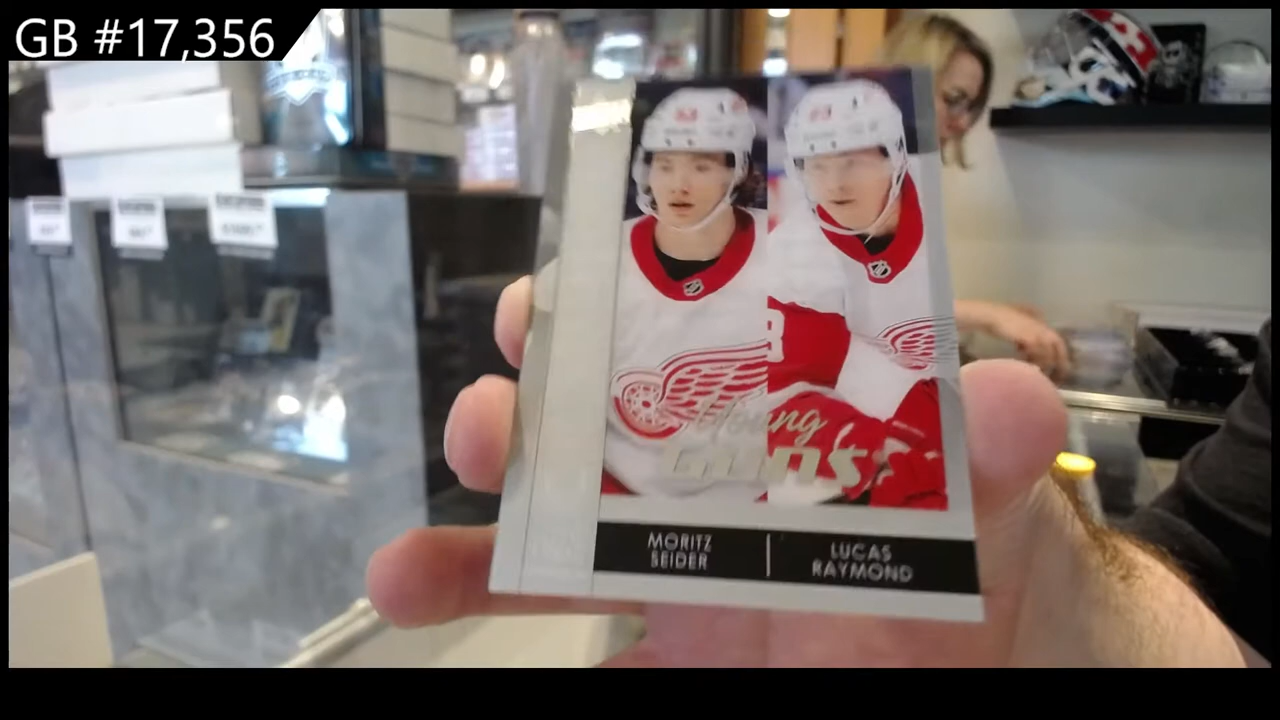 GB #17,356
Young
GUNS
MORITZ
SEIDER
LUCAS
RAYMOND